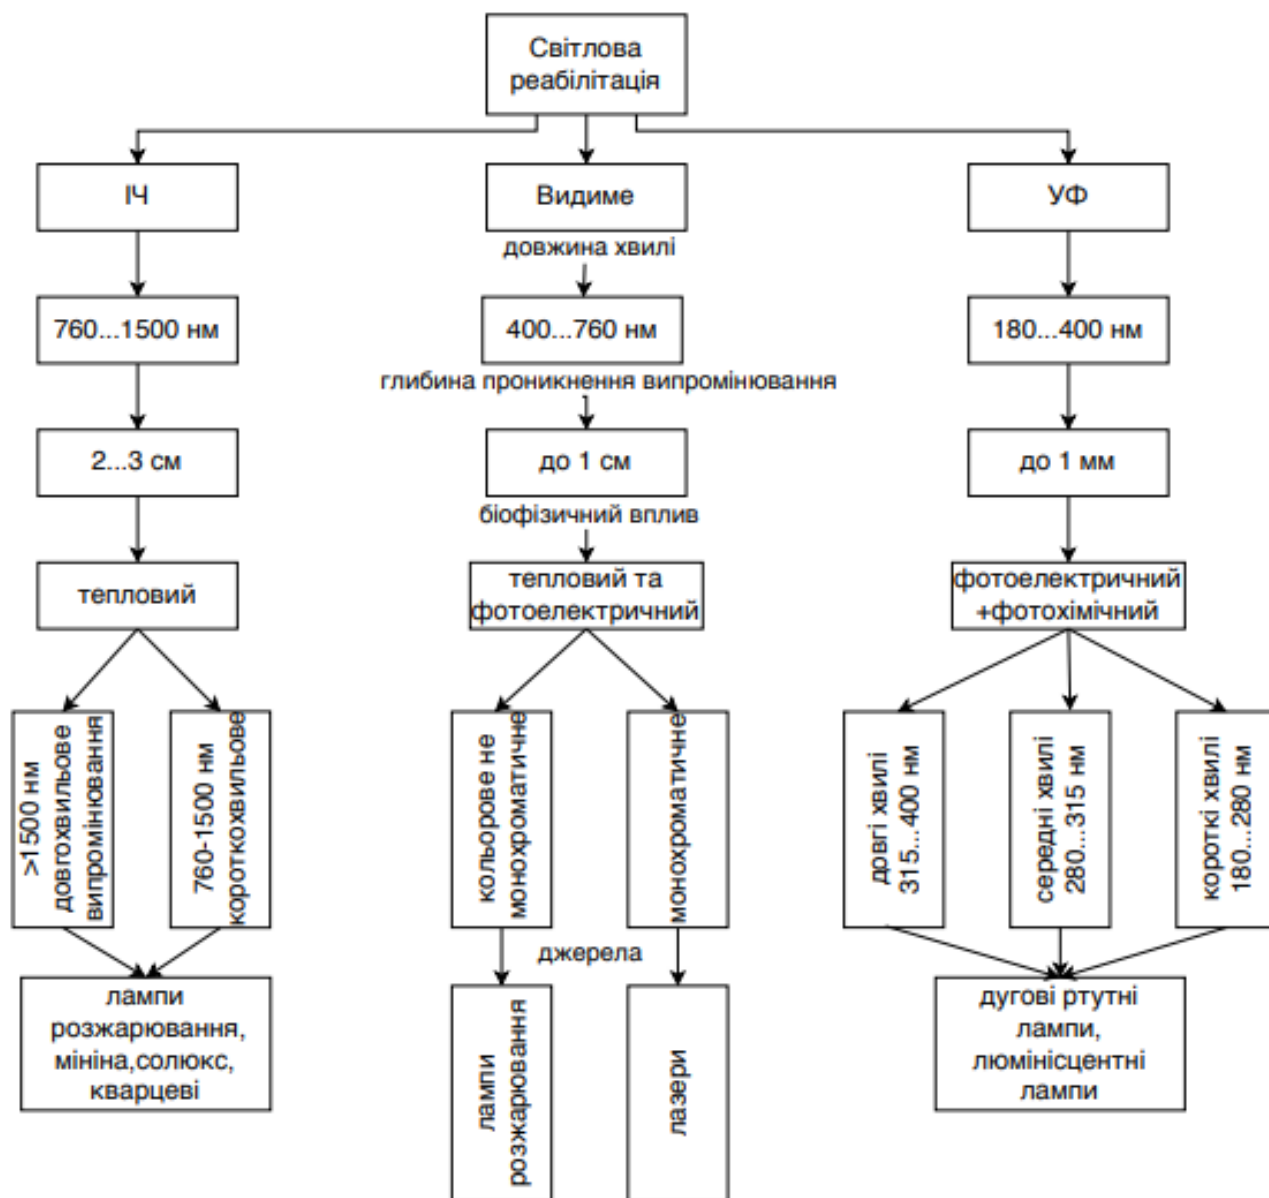 Світлова
реабілітація
ІЧ
Видиме
УФ
довжина хвилі
760...1500 нм
400...760 нм
180...400 нм
глибина проникнення випромінювання
2...3 см
до 1 см
до 1 мм
біофізичний вплив
тепловий
тепловий та
фотоелектричний
фотоелектричний
+фотохімічний
>1500 нм
довгохвильове
випромінювання
760-1500 нм
короткохвильове
кольорове не
монохроматичне
монохроматичне
довгі хвилі
315...400 нм
середні хвилі
280...315 нм
короткі хвилі
180...280 нм
джерела
лампи
розжарювання,
мініна,солюкс,
кварцеві
лампи
розжарювання
лазери
дугові ртутні
лампи,
люмінісцентні
лампи